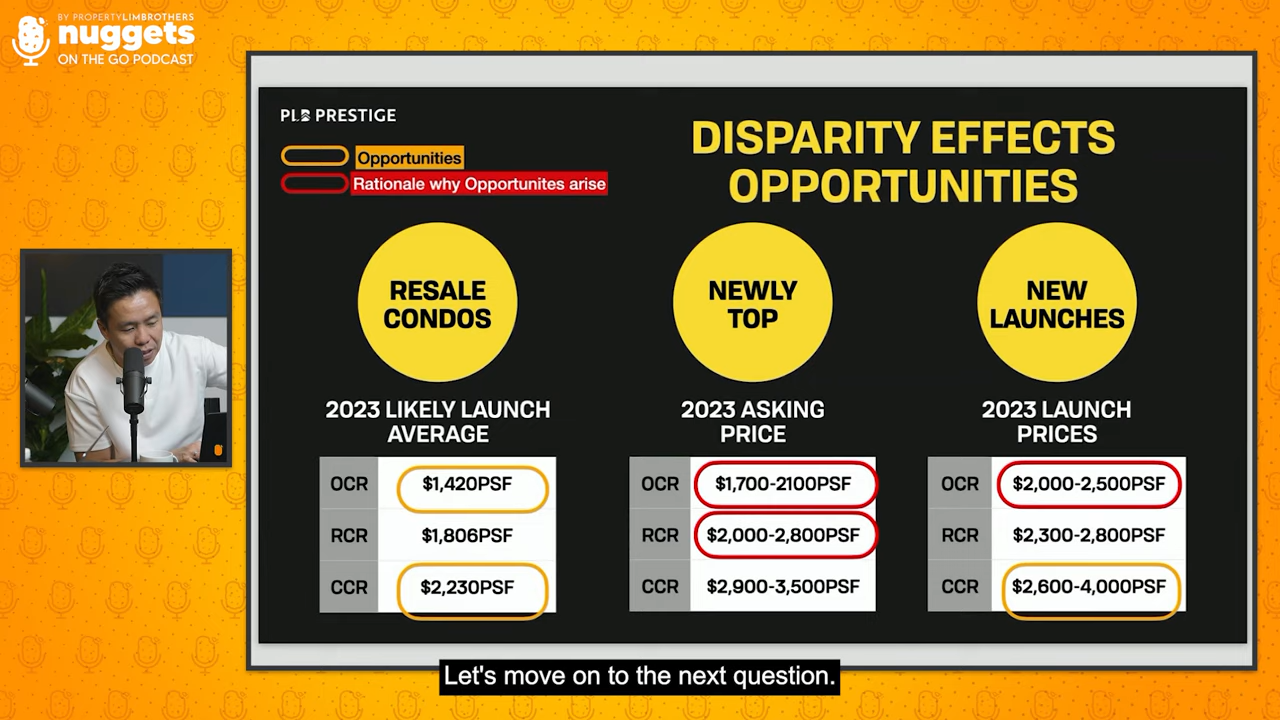 BY PROPERTYLIMBROTHERS
nuggets
ON THE GO PODCAST
PLB PRESTIGE
Opportunities
Rationale why Opportunites arise
DISPARITY EFFECTS
OPPORTUNITIES
RESALE
CONDOS
2023 LIKELY LAUNCH
AVERAGE
OCR $1,420PSF
RCR $1,806PSF
CCR $2,230PSF
NEWLY
TOP
2023 ASKING
PRICE
OCR $1,700-2100PSF
RCR $2,000-2,800PSF
CCR $2,900-3,500PSF
NEW
LAUNCHES
2023 LAUNCH
PRICES
OCR $2,000-2,500PSF
RCR $2,300-2,800PSF
CCR $2,600-4,000PSF
Let's move on to the next question.